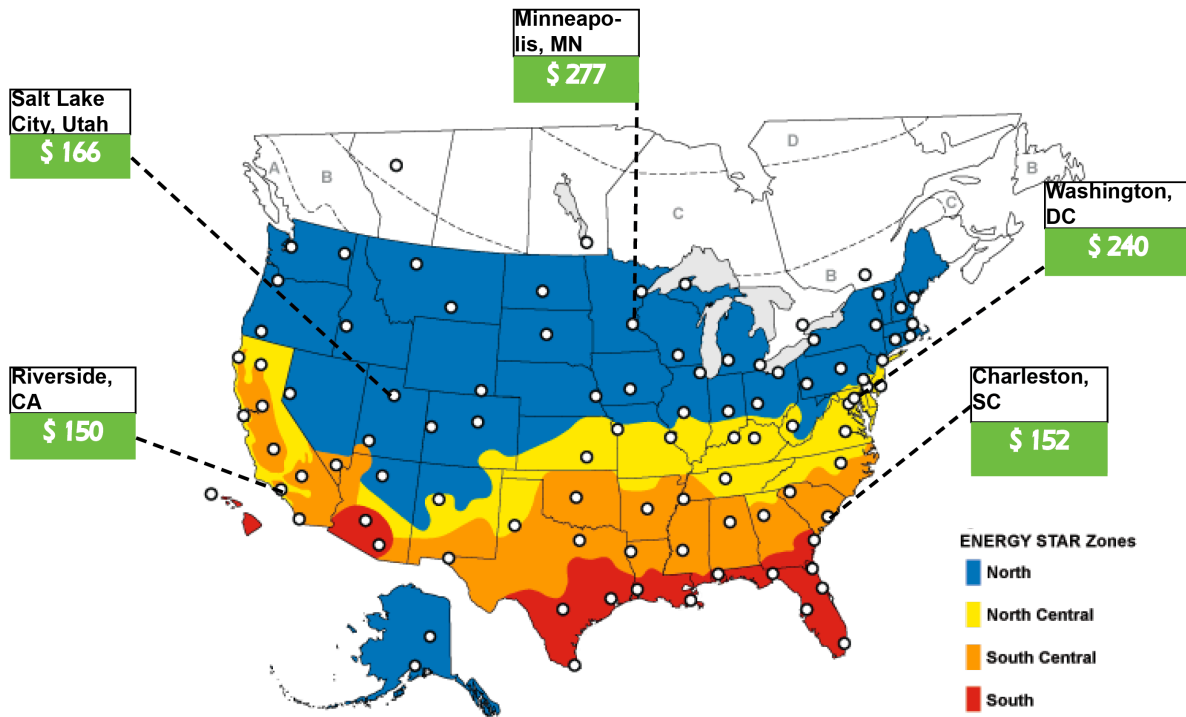 Minneapo-
lis, MN
$ 277
Salt Lake
City, Utah
$ 166
A
B
D
B
C
C
B
Washington,
DC
$ 240
Riverside,
CA
$ 150
Charleston,
SC
$ 152
ENERGY STAR Zones
North
North Central
South Central
South